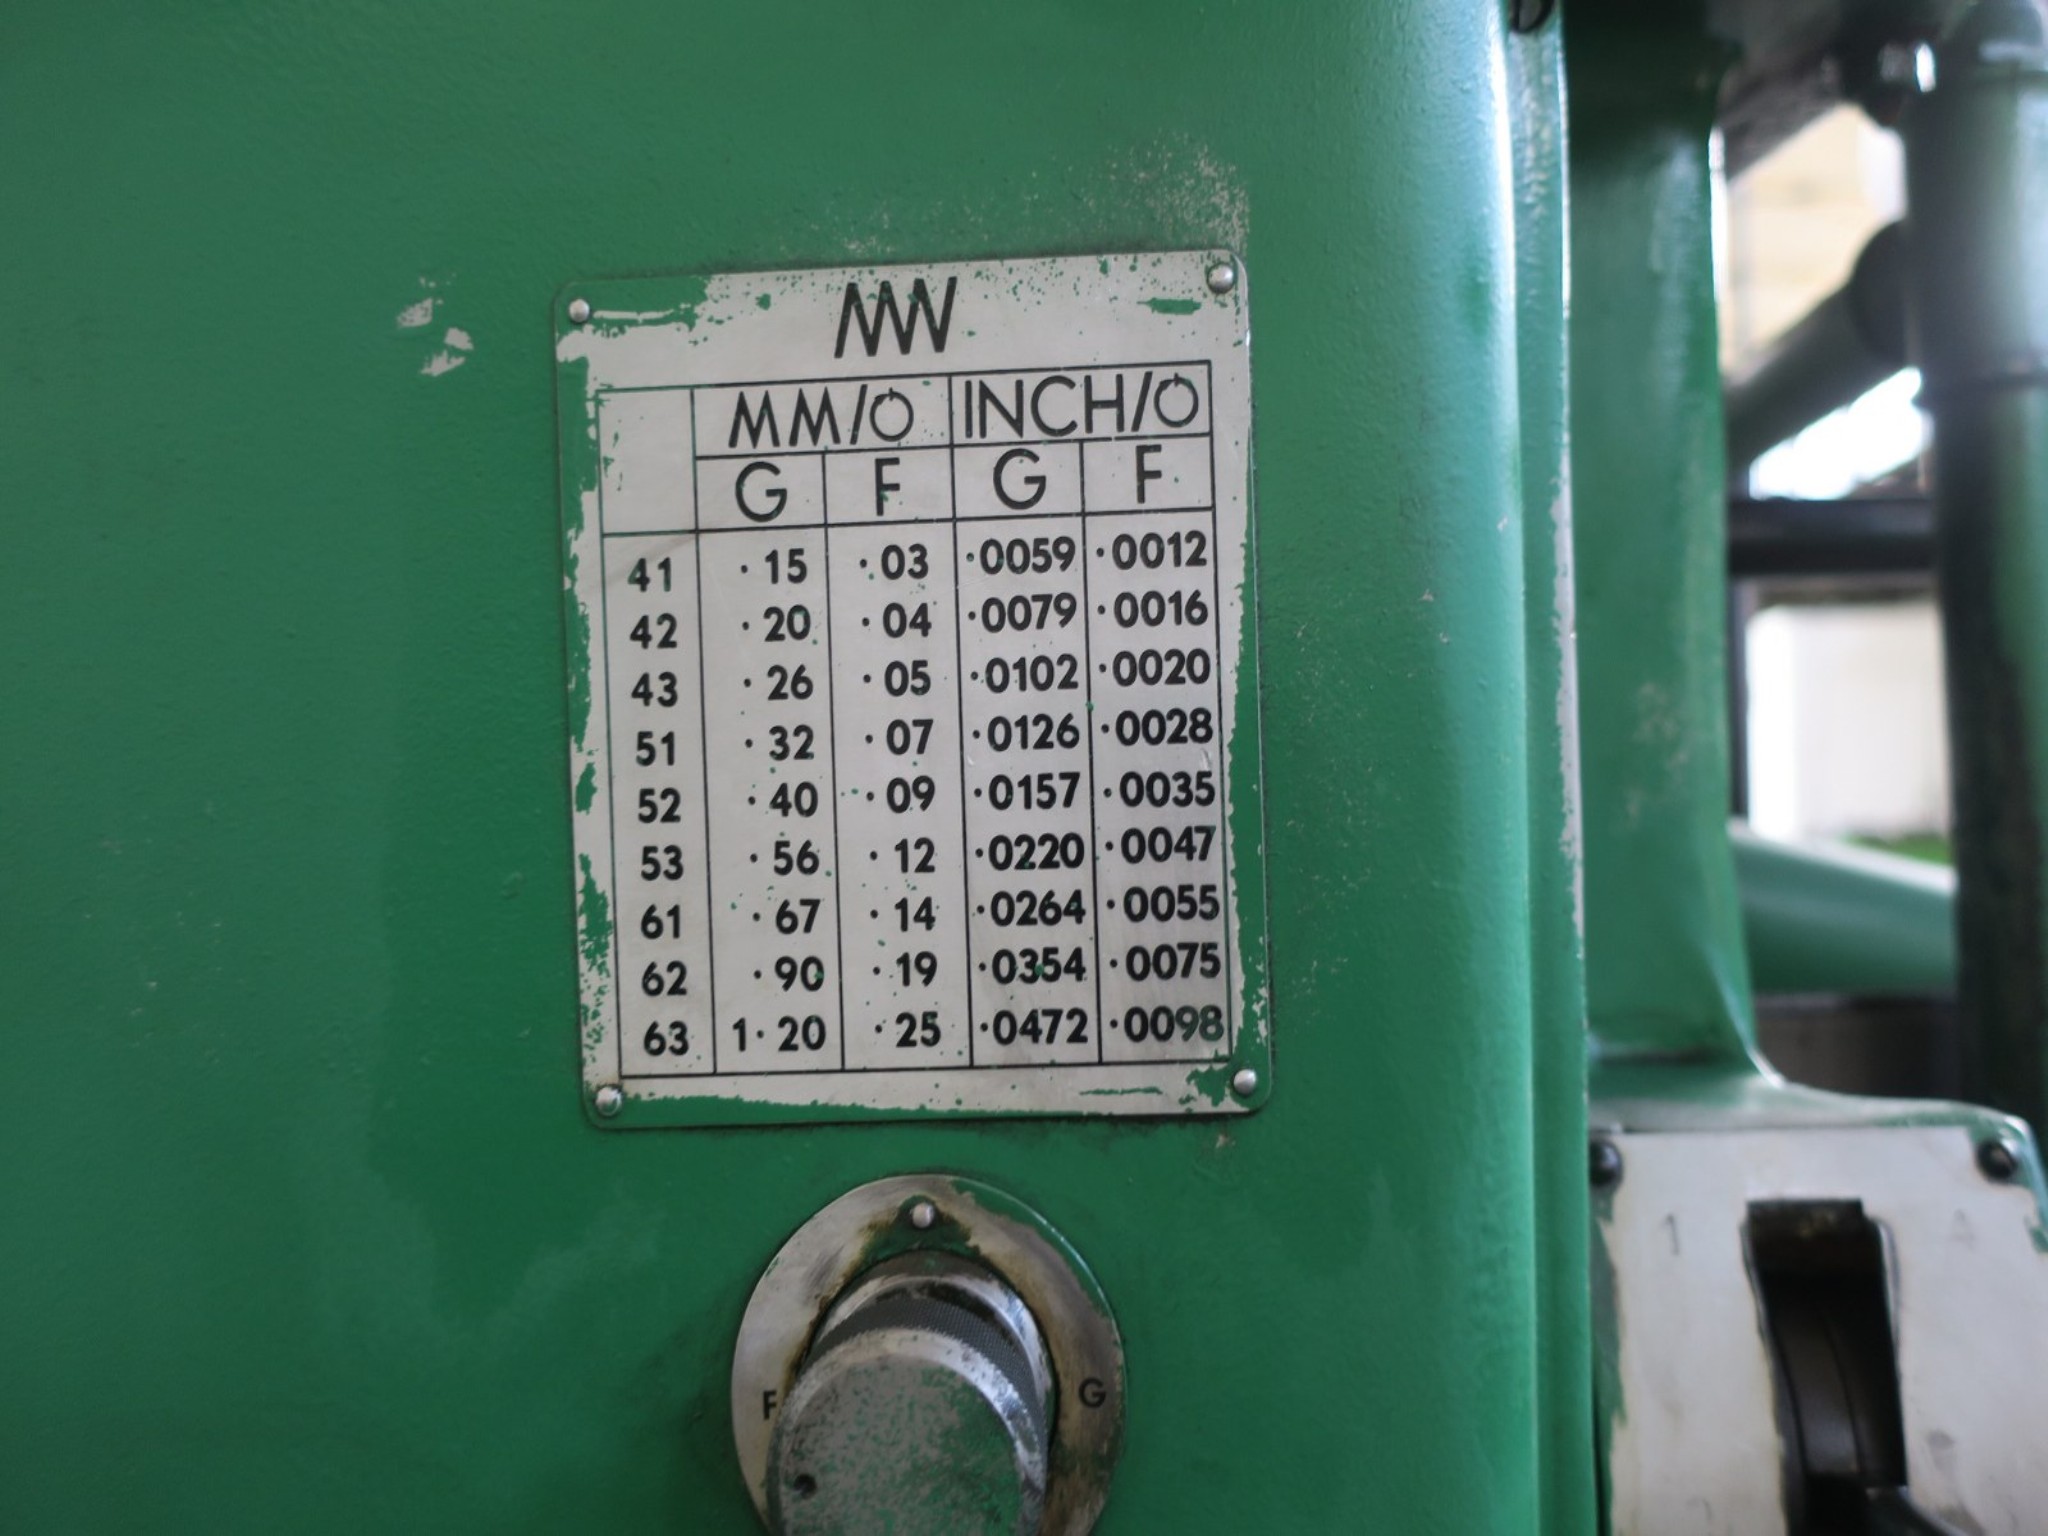 MM/O INCH/O
G F G F
41 ·15 ·03 ·0059 ·0012
42 ·20 ·04 ·0079 ·0016
43 ·26 ·05 ·0102 ·0020
51 ·32 ·07 ·0126 ·0028
52 ·40 ·09 ·0157 ·0035
53 ·56 ·12 ·0220 ·0047
61 ·67 ·14 ·0264 ·0055
62 ·90 ·19 ·0354 ·0075
63 1·20 ·25 ·0472 ·0098
F G
1